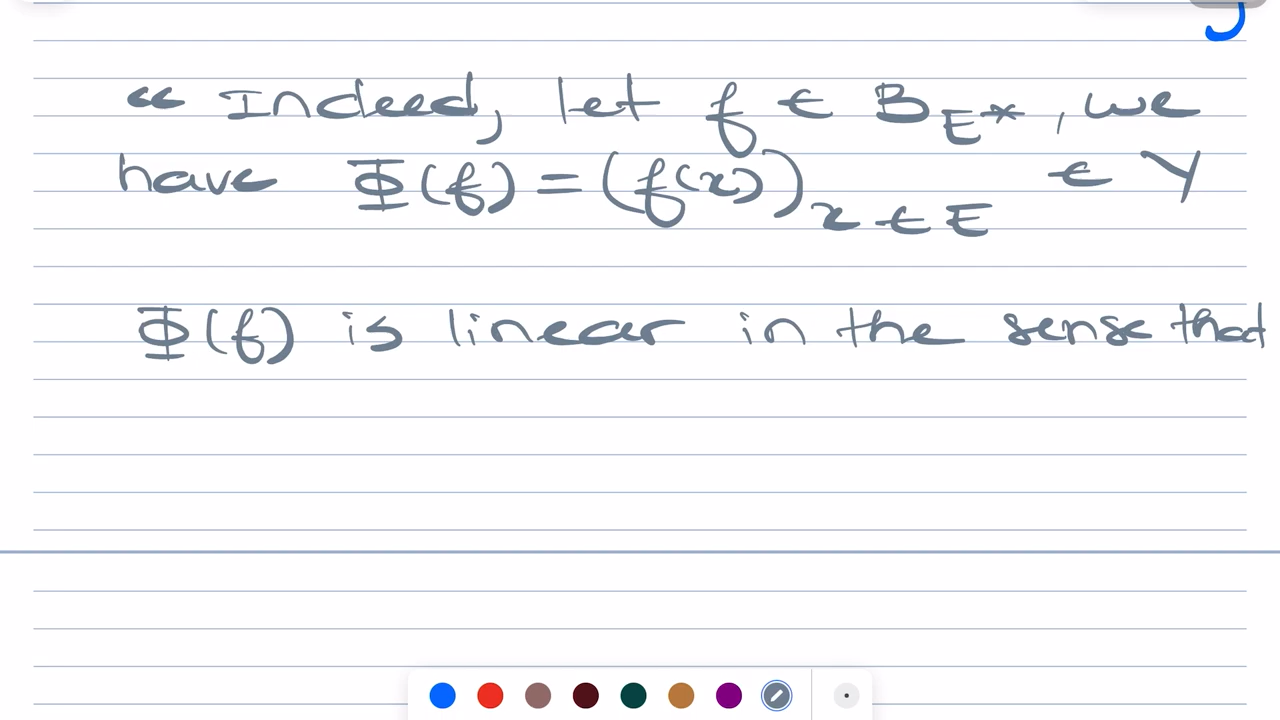 “ Indeed, let f ∈ B_{E*}, we
have Φ(f) = (f(x))_{x ∈ E} ∈ Y
Φ(f) is linear in the sense that